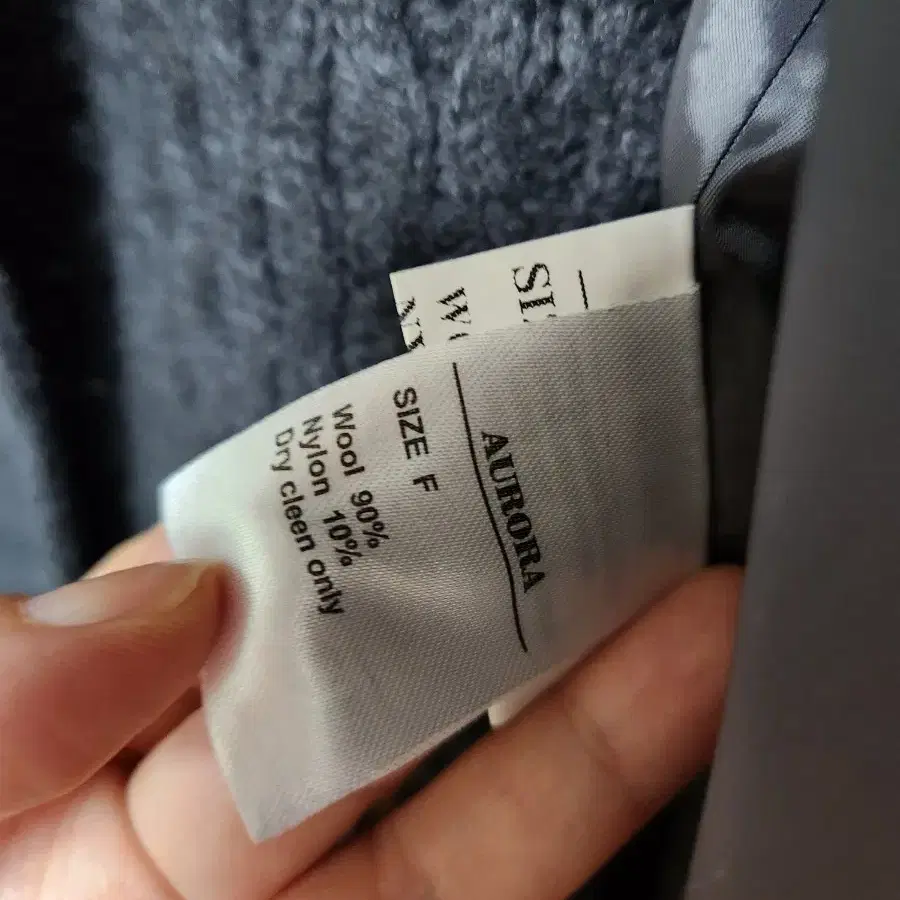 AURORA
SIZE F
Wool 90%
Nylon 10%
Dry cleen only